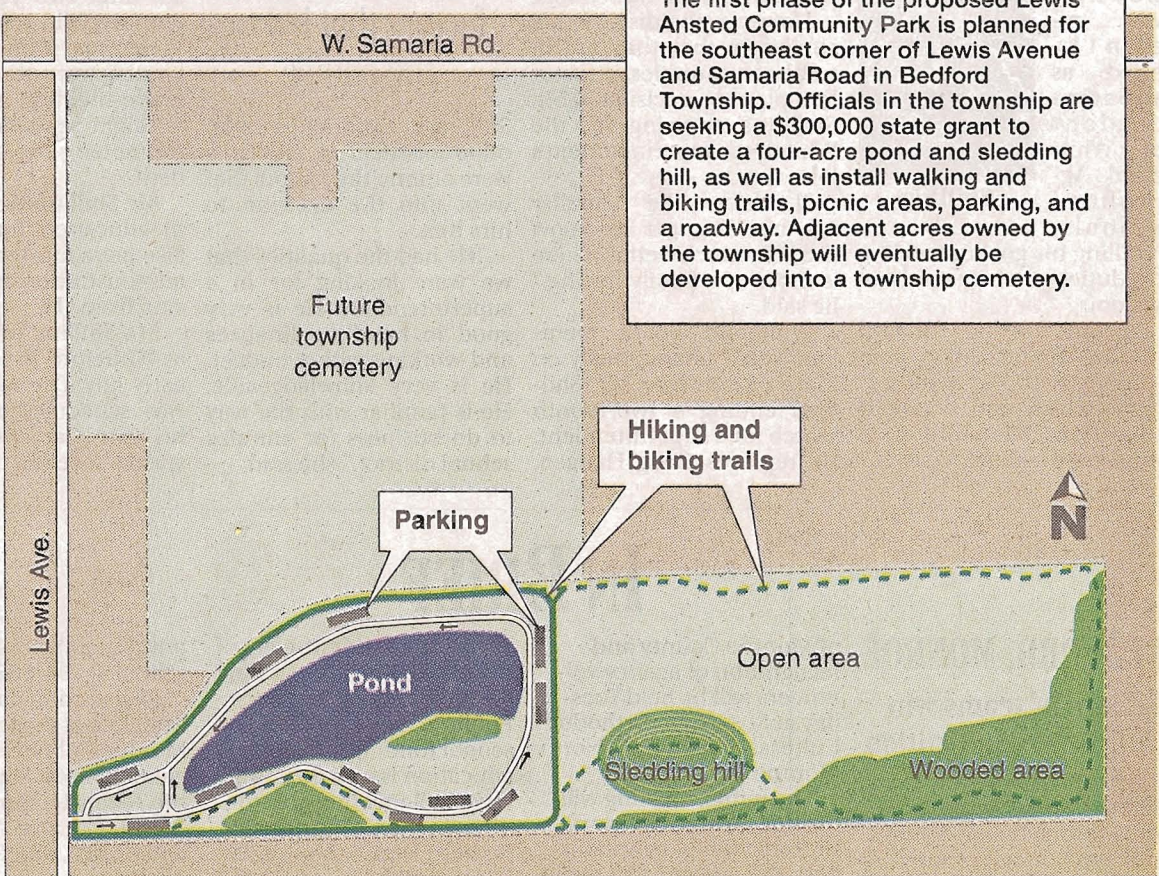 The first phase of the proposed Lewis
Ansted Community Park is planned for
the southeast corner of Lewis Avenue
and Samaria Road in Bedford
Township. Officials in the township are
seeking a $300,000 state grant to
create a four-acre pond and sledding
hill, as well as install walking and
biking trails, picnic areas, parking, and
a roadway. Adjacent acres owned by
the township will eventually be
developed into a township cemetery.
W. Samaria Rd.
Future
township
cemetery
Hiking and
biking trails
Parking
N
Lewis Ave.
Pond
Open area
Sledding hill
Wooded area